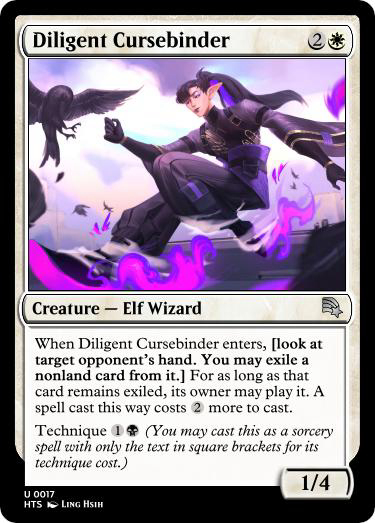 Diligent Cursebinder 2
Creature — Elf Wizard
When Diligent Cursebinder enters, [look at
target opponent's hand. You may exile a
nonland card from it.] For as long as that
card remains exiled, its owner may play it. A
spell cast this way costs 2 more to cast.
Technique 1 (You may cast this as a sorcery
spell with only the text in square brackets for its
technique cost.)
1/4
U 0017
HTS Ling Hsih